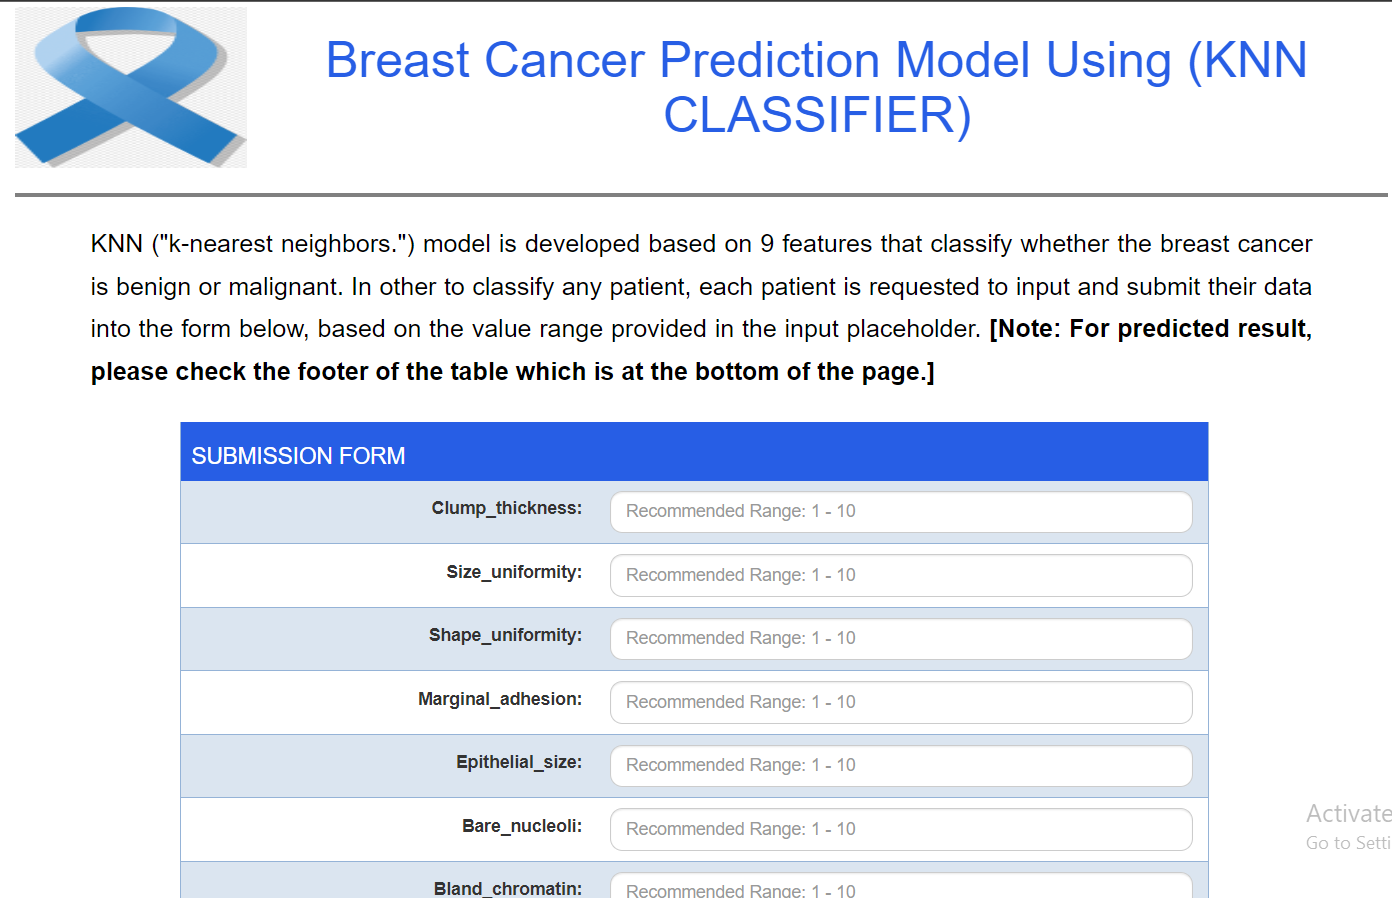 Breast Cancer Prediction Model Using (KNN
CLASSIFIER)
KNN ("k-nearest neighbors.") model is developed based on 9 features that classify whether the breast cancer
is benign or malignant. In other to classify any patient, each patient is requested to input and submit their data
into the form below, based on the value range provided in the input placeholder. [Note: For predicted result,
please check the footer of the table which is at the bottom of the page.]
SUBMISSION FORM
Clump_thickness: Recommended Range: 1 - 10
Size_uniformity: Recommended Range: 1 - 10
Shape_uniformity: Recommended Range: 1 - 10
Marginal_adhesion: Recommended Range: 1 - 10
Epithelial_size: Recommended Range: 1 - 10
Bare_nucleoli: Recommended Range: 1 - 10
Bland_chromatin: Recommended Range: 1 - 10
Activate
Go to Setti